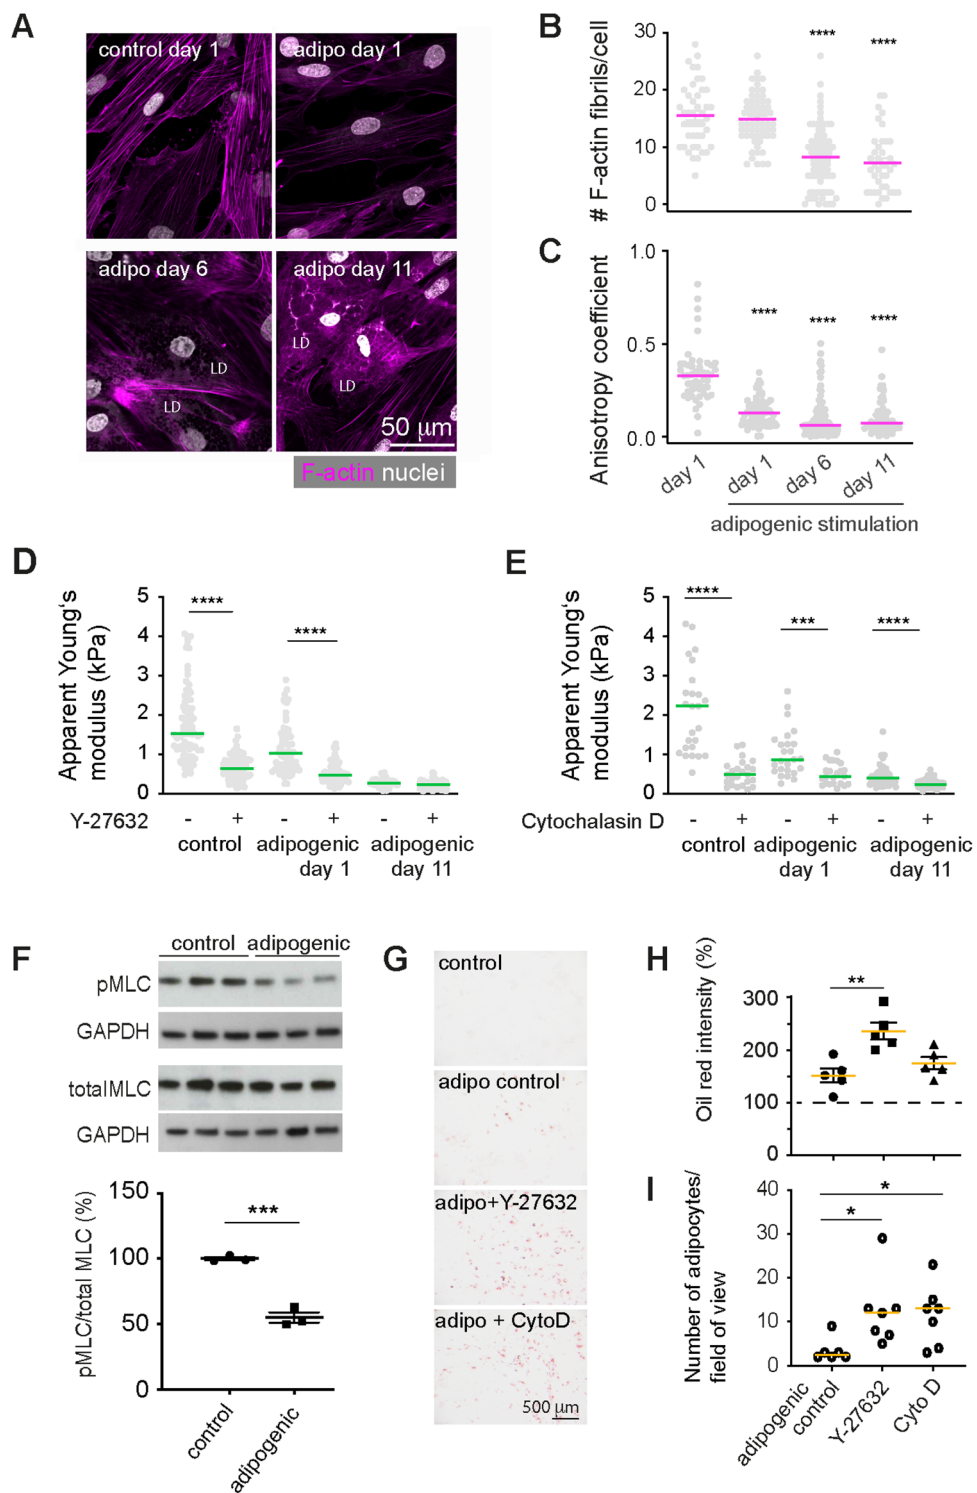 A
control day 1
adipo day 1
adipo day 6
adipo day 11
LD
LD
LD
LD
50 µm
F-actin nuclei
B
# F-actin fibrils/cell
30
20
10
0
****
****
C
Anisotropy coefficient
1.0
0.5
0.0
****
****
****
day 1
day 1
day 6
day 11
adipogenic stimulation
D
Apparent Young‘s
modulus (kPa)
5
4
3
2
1
0
****
****
Y-27632
- + - + - +
control
adipogenic
day 1
adipogenic
day 11
E
Apparent Young‘s
modulus (kPa)
5
4
3
2
1
0
****
***
****
Cytochalasin D
- + - + - +
control
adipogenic
day 1
adipogenic
day 11
F
control adipogenic
pMLC
GAPDH
totalMLC
GAPDH
pMLC/total MLC (%)
150
100
50
0
***
control
adipogenic
G
control
adipo control
adipo+Y-27632
adipo + CytoD
500 µm
H
Oil red intensity (%)
300
200
100
0
**
I
Number of adipocytes/
field of view
40
30
20
10
0
*
*
adipogenic
control
Y-27632
Cyto D